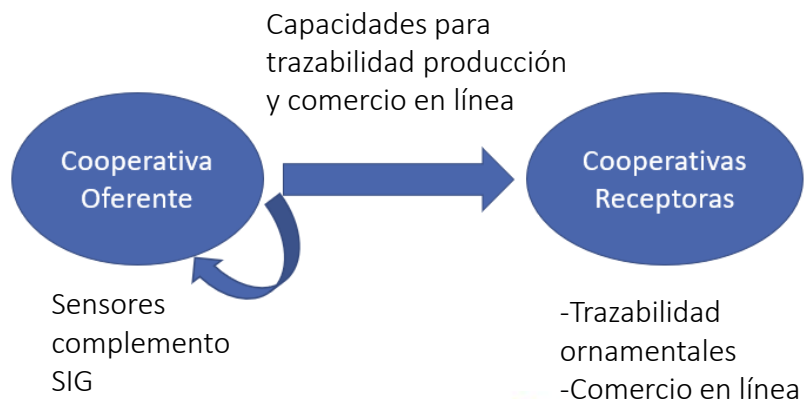 Capacidades para
trazabilidad producción
y comercio en línea
Cooperativa
Oferente
Cooperativas
Receptoras
Sensores
complemento
SIG
-Trazabilidad
ornamentales
-Comercio en línea